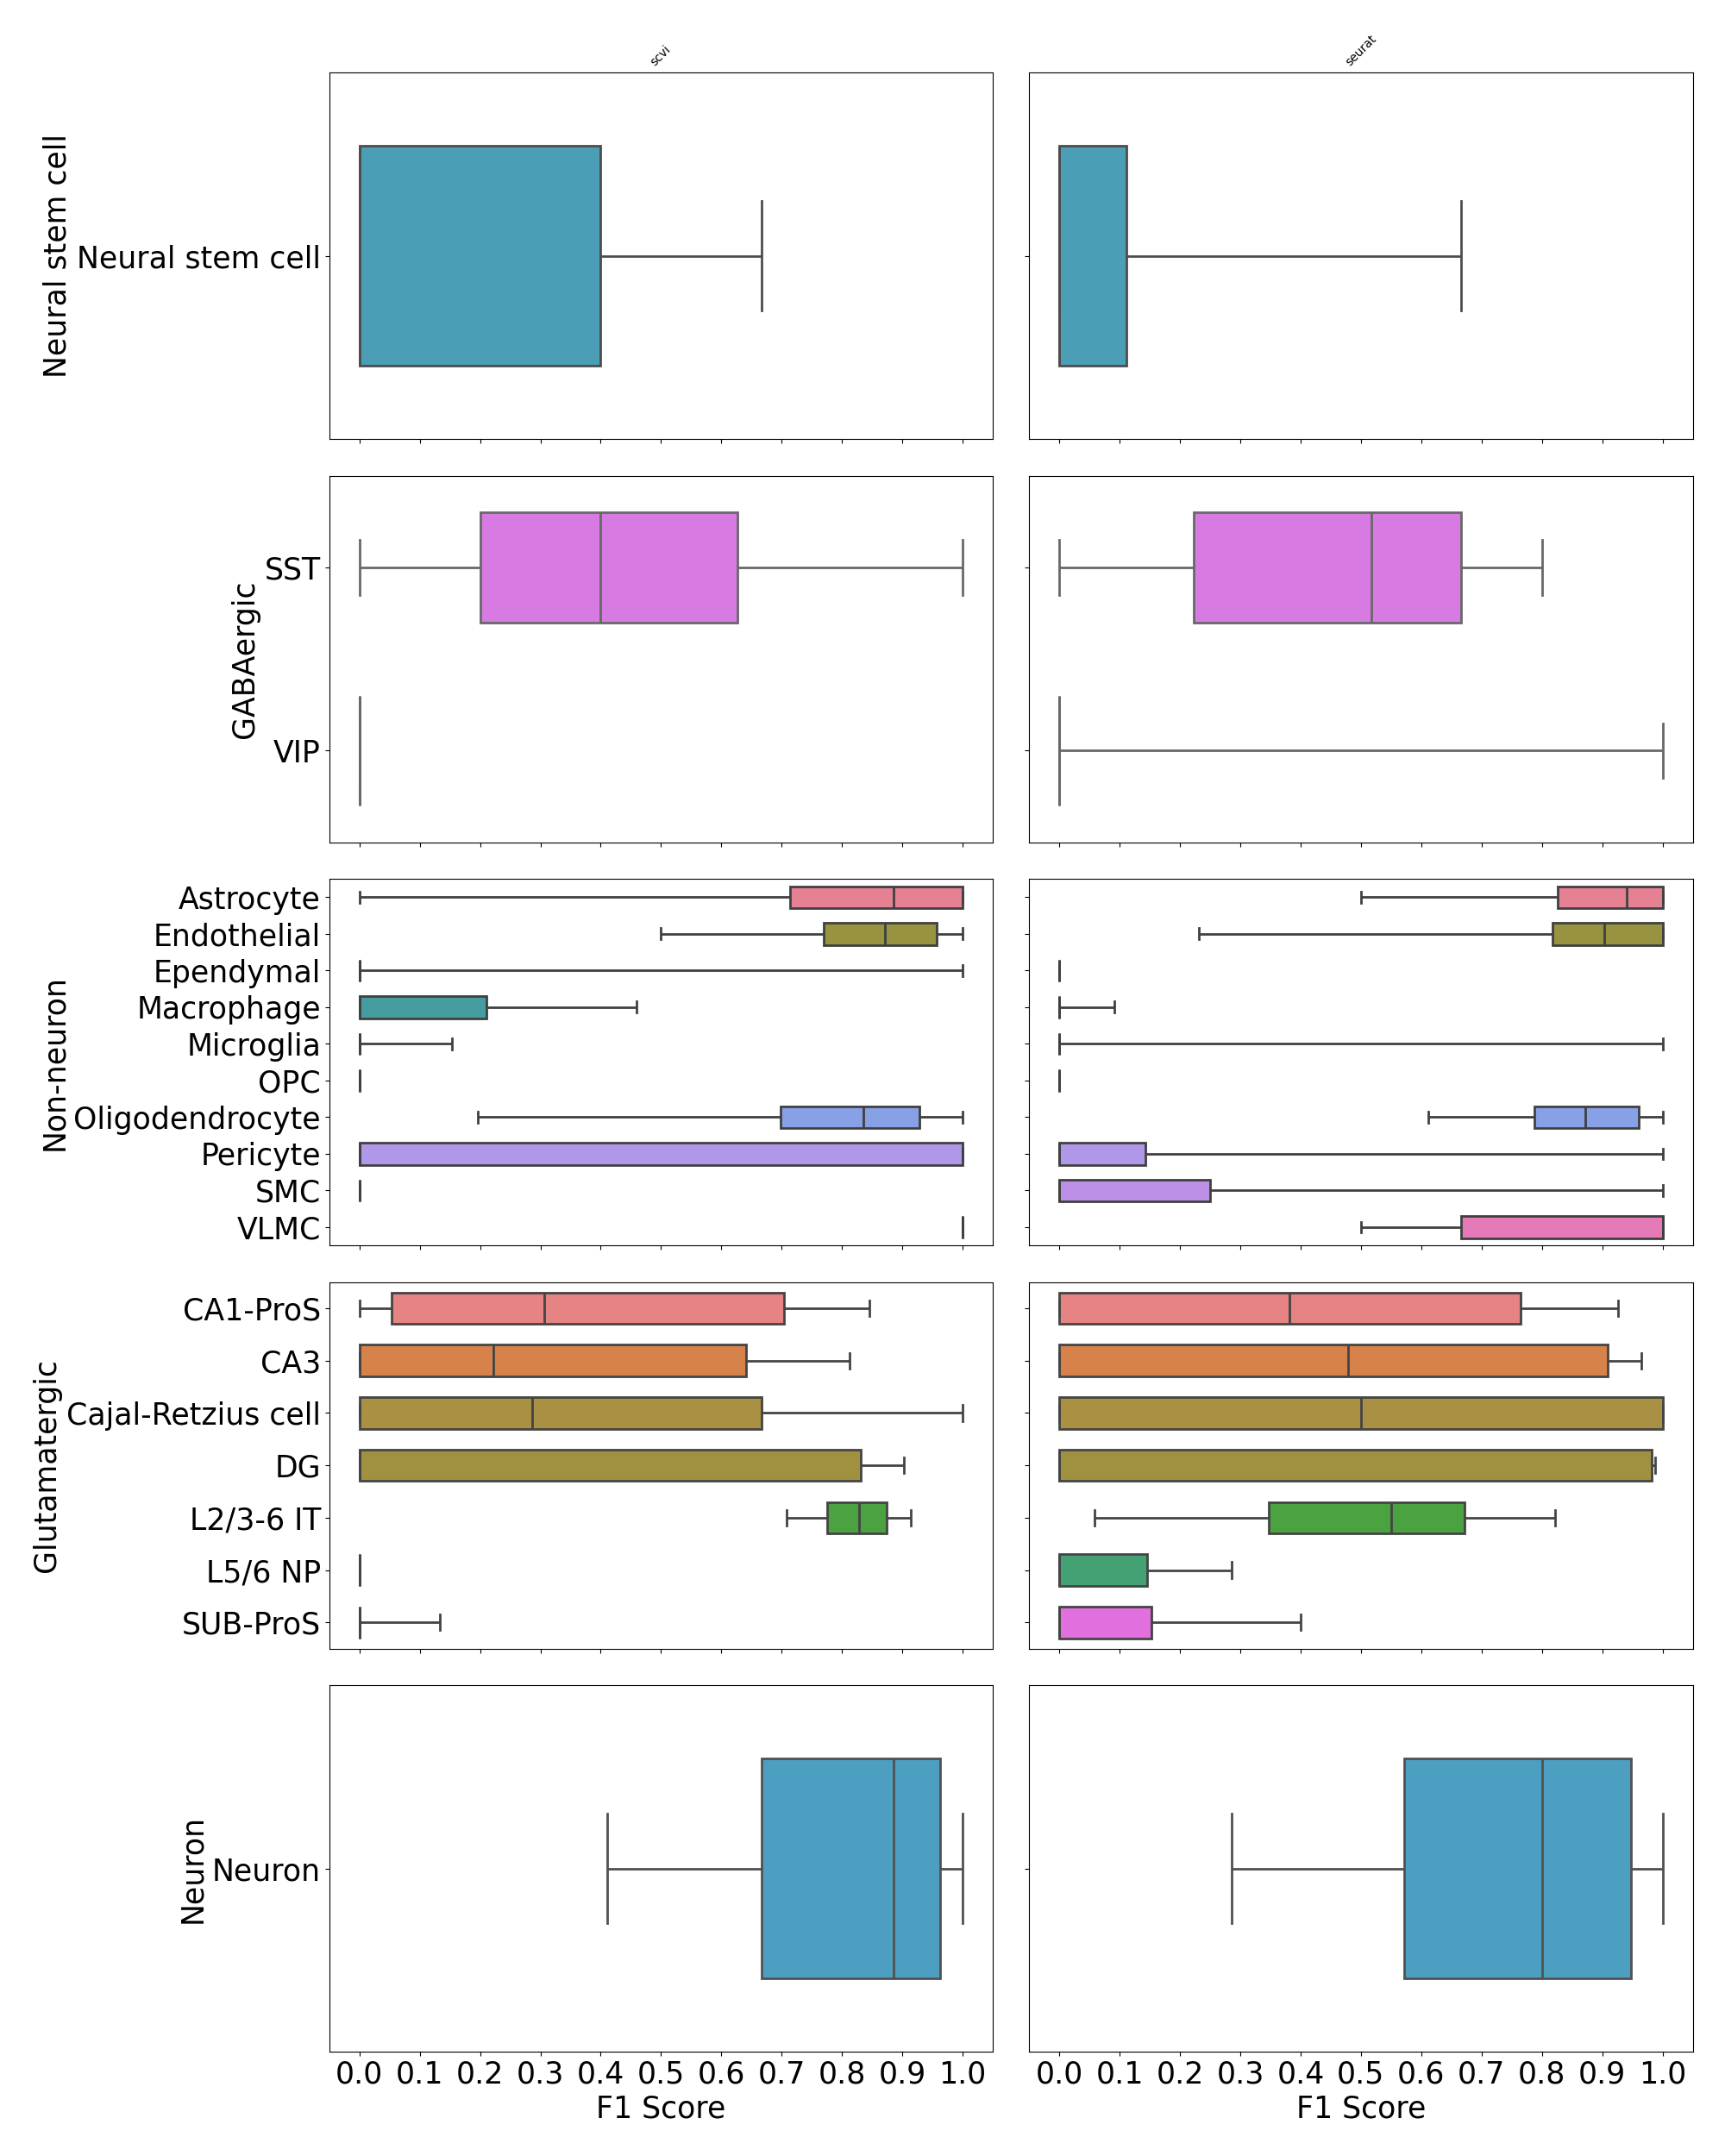 scvi
seurat
Neural stem cell
Neural stem cell
GABAergic
SST
VIP
Non-neuron
Astrocyte
Endothelial
Ependymal
Macrophage
Microglia
OPC
Oligodendrocyte
Pericyte
SMC
VLMC
Glutamatergic
CA1-ProS
CA3
Cajal-Retzius cell
DG
L2/3-6 IT
L5/6 NP
SUB-ProS
Neuron
Neuron
0.0 0.1 0.2 0.3 0.4 0.5 0.6 0.7 0.8 0.9 1.0
0.0 0.1 0.2 0.3 0.4 0.5 0.6 0.7 0.8 0.9 1.0
F1 Score
F1 Score